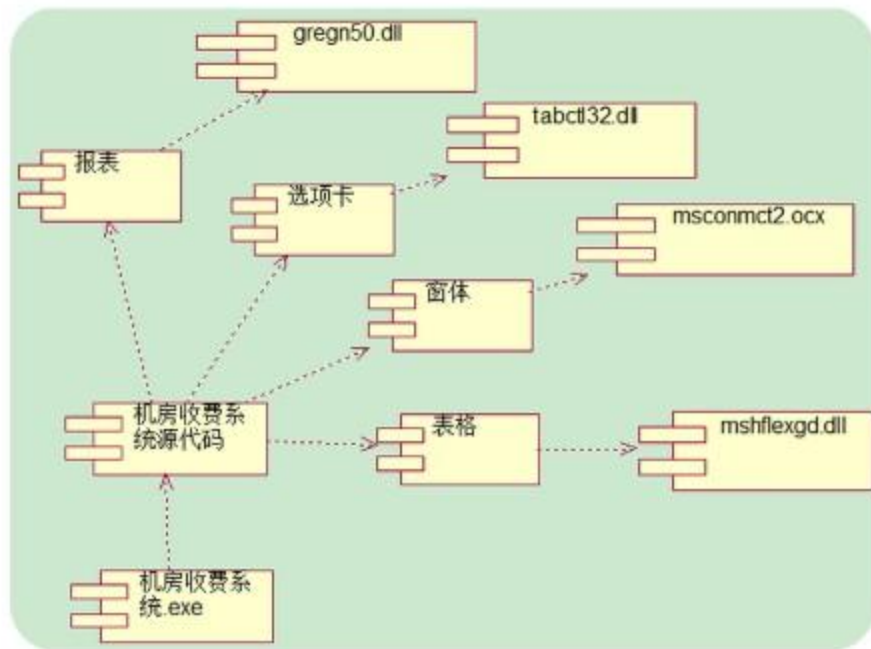 gregn50.dll
tabctl32.dll
报表
选项卡
msconmct2.ocx
窗体
机房收费系
统源代码
表格
mshflexgd.dll
机房收费系
统.exe